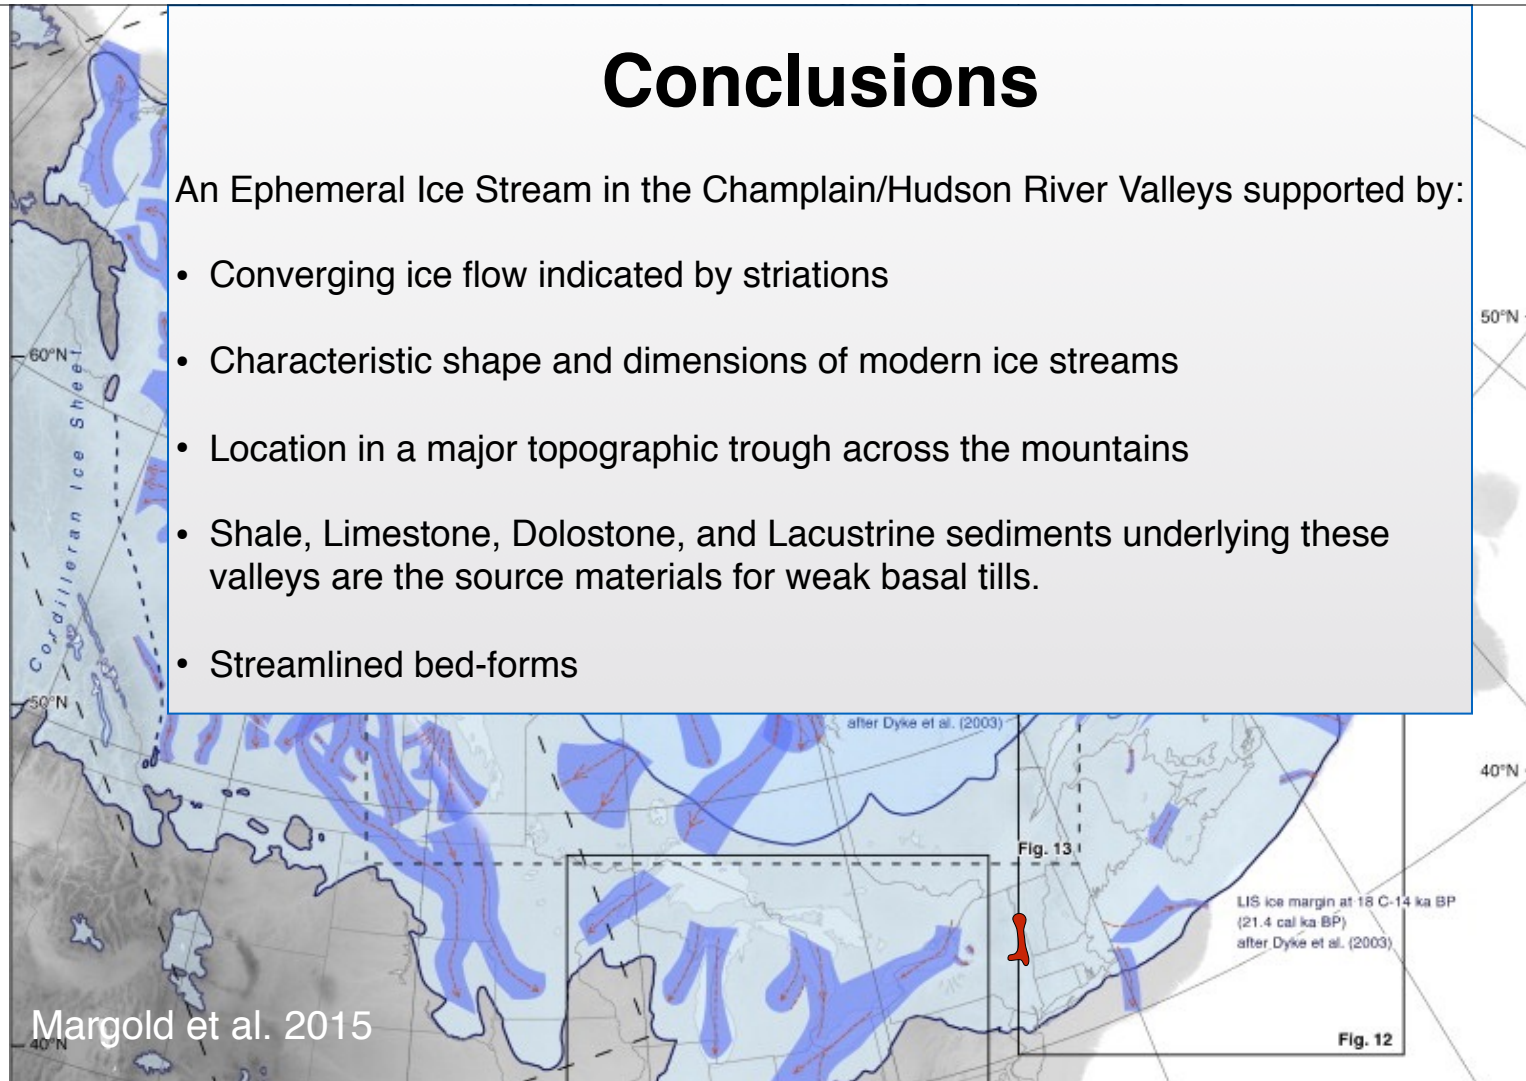 Conclusions
An Ephemeral Ice Stream in the Champlain/Hudson River Valleys supported by:
• Converging ice flow indicated by striations
• Characteristic shape and dimensions of modern ice streams
• Location in a major topographic trough across the mountains
• Shale, Limestone, Dolostone, and Lacustrine sediments underlying these
valleys are the source materials for weak basal tills.
• Streamlined bed-forms
50°N
60°N
Cordilleran Ice Sheet
50°N
after Dyke et al. (2003)
40°N
Fig. 13
LIS ice margin at 18 C-14 ka BP
(21.4 cal ka BP)
after Dyke et al. (2003)
Margold et al. 2015
40°N
Fig. 12